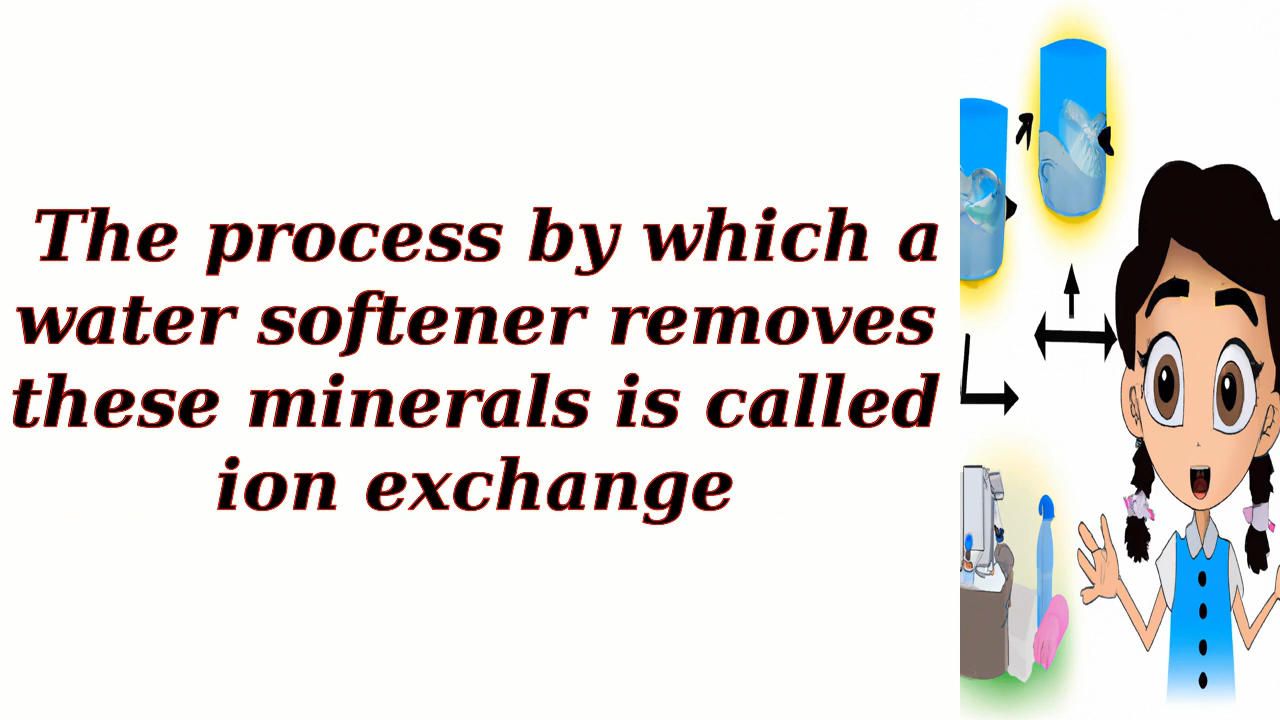 The process by which a
water softener removes
these minerals is called
ion exchange